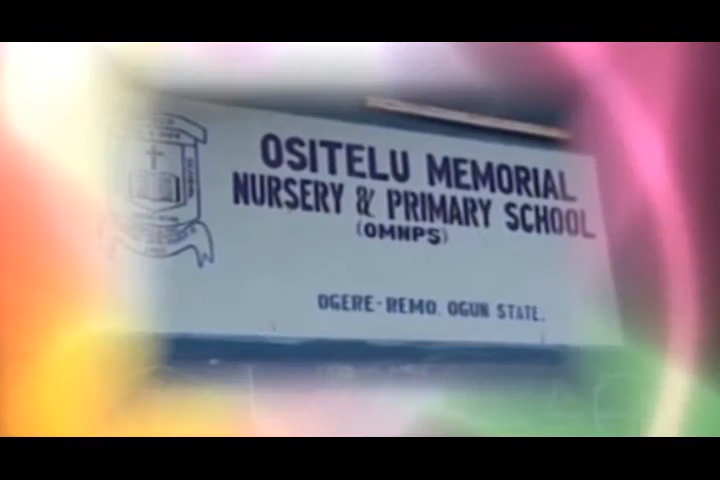 OSITELU MEMORIAL
NURSERY & PRIMARY SCHOOL
(OMNPS)
OGERE-REMO, OGUN STATE.